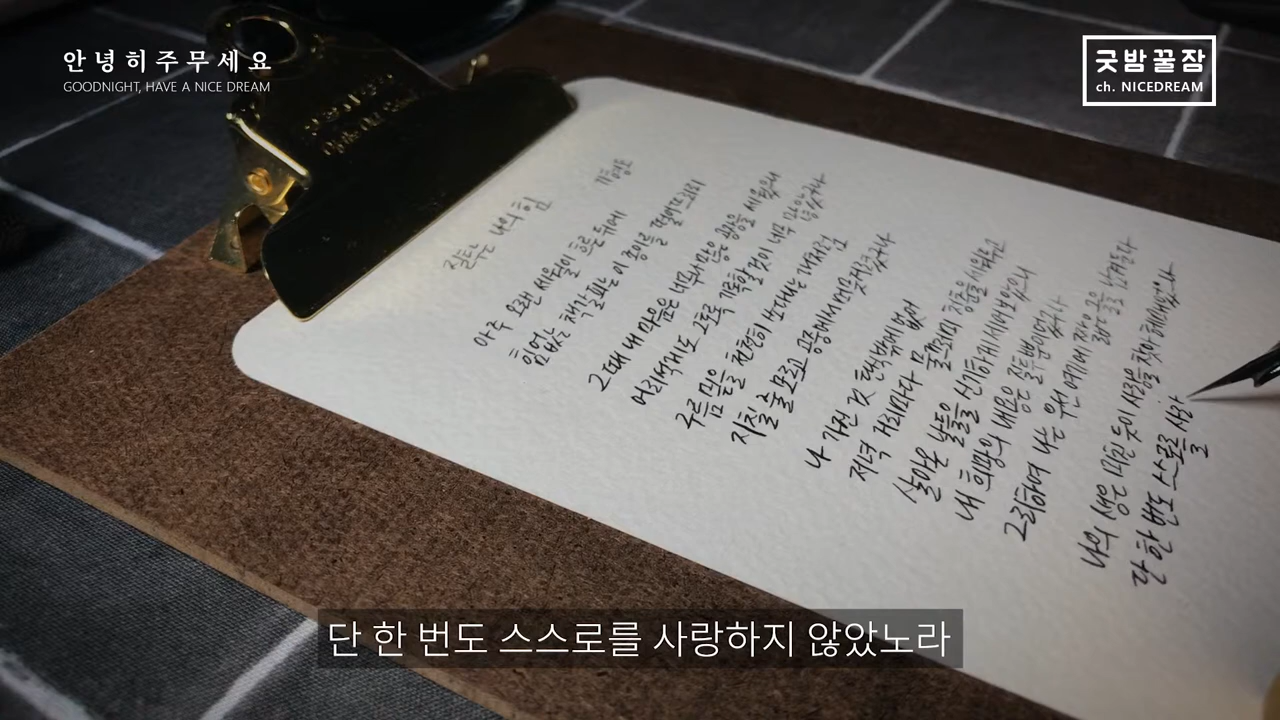 안녕히주무세요
GOODNIGHT, HAVE A NICE DREAM
굿밤꿀잠
ch. NICEDREAM
질투는 나의 힘
기형도
아주 오랜 세월이 흐른 뒤에
힘없는 책갈피는 이 종이를 떨어뜨리리
그때 내 마음은 너무나 많은 공장을 세웠으니
어리석게도 그토록 기록할 것이 너무 많았구나
구름 밑을 천천히 쏘다니는 개처럼
지칠 줄 모르고 공중에서 머뭇거렸구나
나 가진 것 탄식밖에 없어
저녁 거리마다 물끄러미 청춘을 세워두고
살아온 날들을 신기하게 세어보았으니
내 희망의 내용은 질투뿐이었구나
그리하여 나는 우선 여기에 짧은 글을 남겨둔다
나의 생은 미친 듯이 사랑을 찾아 헤매었으나
단 한 번도 스스로를 사랑
단 한 번도 스스로를 사랑하지 않았노라